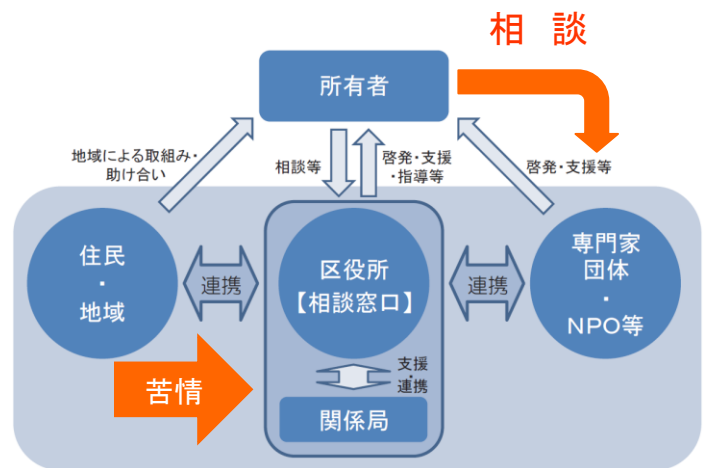 相 談
所有者
地域による取組み・
助け合い
相談等
啓発・支援
・指導等
啓発・支援等
住民
・
地域
連携
区役所
【相談窓口】
連携
専門家
団体
・
NPO等
苦情
支援
・
連携
関係局